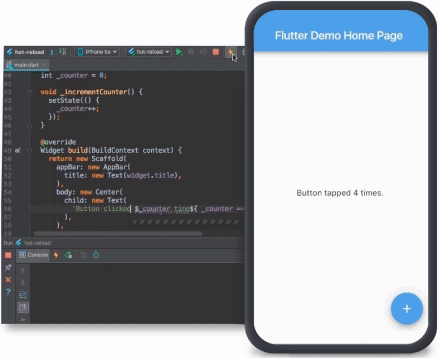 hot-reload
iPhone 5s
hot-reload
main.dart
40
int _counter = 0;
42
void _incrementCounter() {
43
setState(() {
44
_counter++;
45
});
46
}
47
48
@override
49
Widget build(BuildContext context) {
50
return new Scaffold(
51
appBar: new AppBar(
52
title: new Text(widget.title),
53
),
54
body: new Center(
55
child: new Text(
56
'Button clicked $_counter time${ _counter ==
57
),
58
),
59
Run
hot-reload
Console
Flutter Demo Home Page
Button tapped 4 times.
+